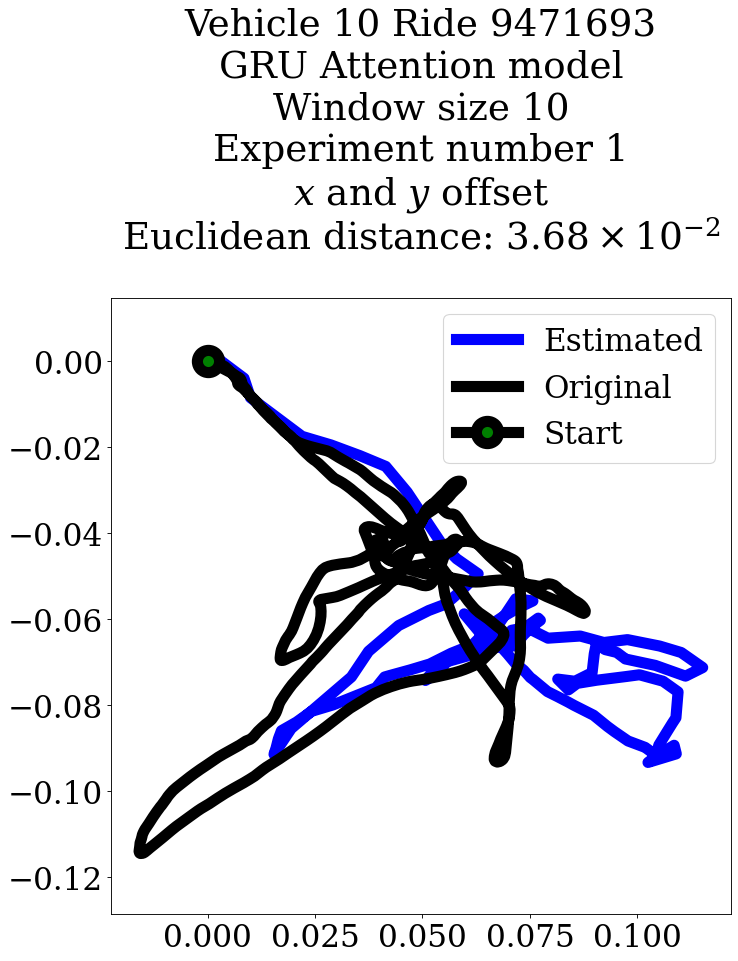 Vehicle 10 Ride 9471693
GRU Attention model
Window size 10
Experiment number 1
x and y offset
Euclidean distance: 3.68 × 10⁻²
Estimated
Original
Start
0.00
−0.02
−0.04
−0.06
−0.08
−0.10
−0.12
0.000 0.025 0.050 0.075 0.100